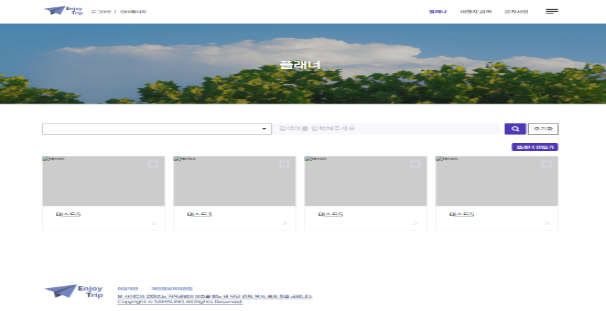 Enjoy
Trip
로그아웃 | 마이페이지
플래너
여행지 검색
공지사항
플래너
검색어를 입력해주세요
초기화
플래너 만들기
테스트5
테스트3
테스트5
테스트5
Enjoy
Trip
이용약관
개인정보처리방침
Copyright © SAMSUNG All Rights Reserved.